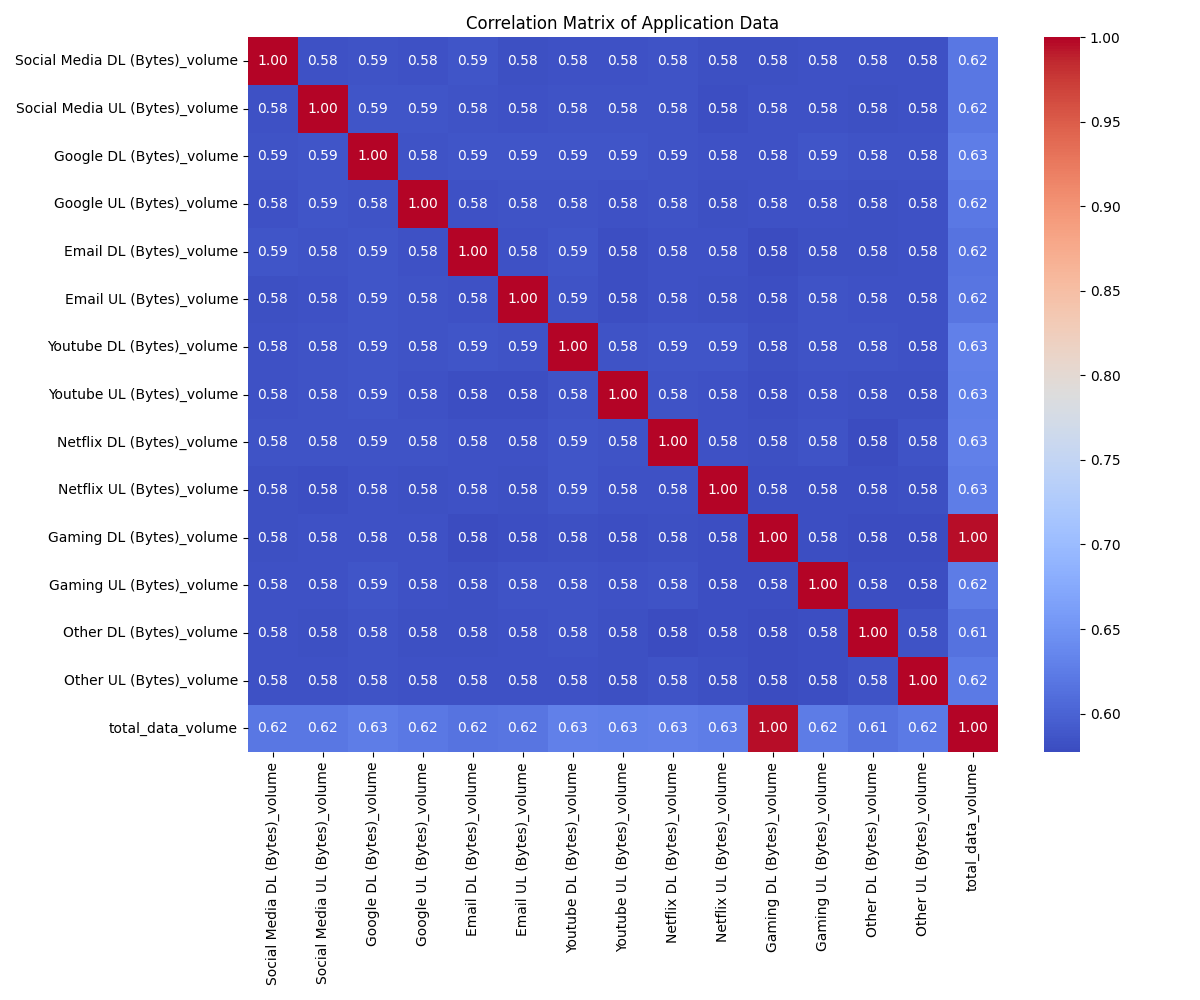 Correlation Matrix of Application Data
Social Media DL (Bytes)_volume 1.00 0.58 0.59 0.58 0.59 0.58 0.58 0.58 0.58 0.58 0.58 0.58 0.58 0.58 0.62
Social Media UL (Bytes)_volume 0.58 1.00 0.59 0.59 0.58 0.58 0.58 0.58 0.58 0.58 0.58 0.58 0.58 0.58 0.62
Google DL (Bytes)_volume 0.59 0.59 1.00 0.58 0.59 0.59 0.59 0.59 0.59 0.58 0.58 0.59 0.58 0.58 0.63
Google UL (Bytes)_volume 0.58 0.59 0.58 1.00 0.58 0.58 0.58 0.58 0.58 0.58 0.58 0.58 0.58 0.58 0.62
Email DL (Bytes)_volume 0.59 0.58 0.59 0.58 1.00 0.58 0.59 0.58 0.58 0.58 0.58 0.58 0.58 0.58 0.62
Email UL (Bytes)_volume 0.58 0.58 0.59 0.58 0.58 1.00 0.59 0.58 0.58 0.58 0.58 0.58 0.58 0.58 0.62
Youtube DL (Bytes)_volume 0.58 0.58 0.59 0.58 0.59 0.59 1.00 0.58 0.59 0.59 0.58 0.58 0.58 0.58 0.63
Youtube UL (Bytes)_volume 0.58 0.58 0.59 0.58 0.58 0.58 0.58 1.00 0.58 0.58 0.58 0.58 0.58 0.58 0.63
Netflix DL (Bytes)_volume 0.58 0.58 0.59 0.58 0.58 0.58 0.59 0.58 1.00 0.58 0.58 0.58 0.58 0.58 0.63
Netflix UL (Bytes)_volume 0.58 0.58 0.58 0.58 0.58 0.58 0.59 0.58 0.58 1.00 0.58 0.58 0.58 0.58 0.63
Gaming DL (Bytes)_volume 0.58 0.58 0.58 0.58 0.58 0.58 0.58 0.58 0.58 0.58 1.00 0.58 0.58 0.58 1.00
Gaming UL (Bytes)_volume 0.58 0.58 0.59 0.58 0.58 0.58 0.58 0.58 0.58 0.58 0.58 1.00 0.58 0.58 0.62
Other DL (Bytes)_volume 0.58 0.58 0.58 0.58 0.58 0.58 0.58 0.58 0.58 0.58 0.58 0.58 1.00 0.58 0.61
Other UL (Bytes)_volume 0.58 0.58 0.58 0.58 0.58 0.58 0.58 0.58 0.58 0.58 0.58 0.58 0.58 1.00 0.62
total_data_volume 0.62 0.62 0.63 0.62 0.62 0.62 0.63 0.63 0.63 0.63 1.00 0.62 0.61 0.62 1.00
Social Media DL (Bytes)_volume
Social Media UL (Bytes)_volume
Google DL (Bytes)_volume
Google UL (Bytes)_volume
Email DL (Bytes)_volume
Email UL (Bytes)_volume
Youtube DL (Bytes)_volume
Youtube UL (Bytes)_volume
Netflix DL (Bytes)_volume
Netflix UL (Bytes)_volume
Gaming DL (Bytes)_volume
Gaming UL (Bytes)_volume
Other DL (Bytes)_volume
Other UL (Bytes)_volume
total_data_volume
1.00
0.95
0.90
0.85
0.80
0.75
0.70
0.65
0.60